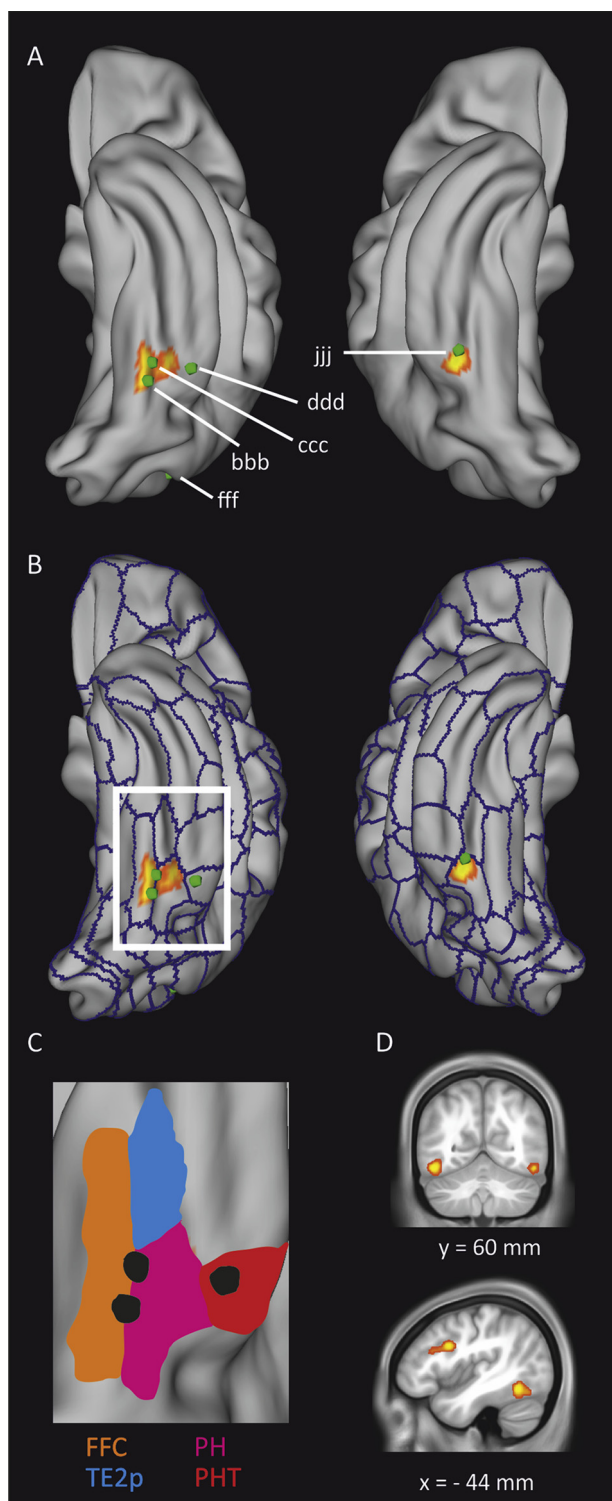 A
jjj
ddd
ccc
bbb
fff
B
C
D
y = 60 mm
FFC PH
TE2p PHT
x = - 44 mm